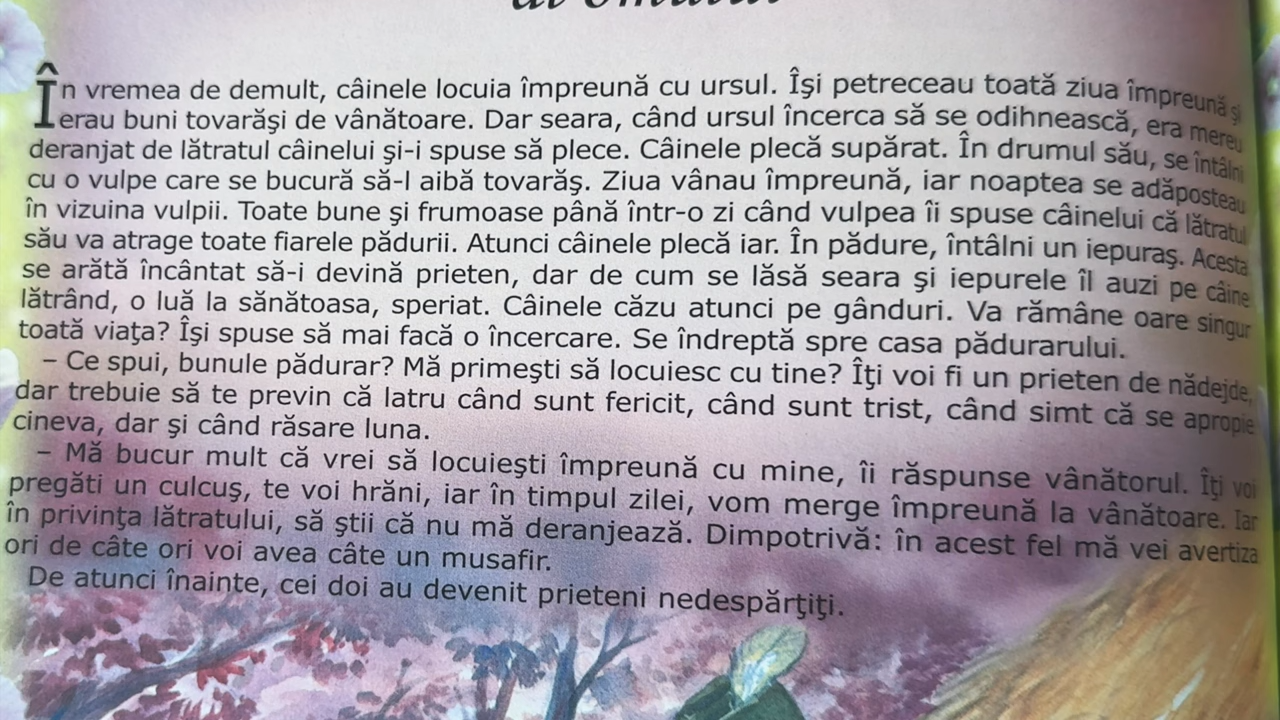 În vremea de demult, câinele locuia împreună cu ursul. Îşi petreceau toată ziua împreună şi
erau buni tovarăşi de vânătoare. Dar seara, când ursul încerca să se odihnească, era mereu
deranjat de lătratul câinelui şi-i spuse să plece. Câinele plecă supărat. În drumul său, se întâlni
cu o vulpe care se bucură să-l aibă tovarăş. Ziua vânau împreună, iar noaptea se adăposteau
în vizuina vulpii. Toate bune şi frumoase până într-o zi când vulpea îi spuse câinelui că lătratul
său va atrage toate fiarele pădurii. Atunci câinele plecă iar. În pădure, întâlni un iepuraş. Acesta
se arătă încântat să-i devină prieten, dar de cum se lăsă seara şi iepurele îl auzi pe câine
lătrând, o luă la sănătoasa, speriat. Câinele căzu atunci pe gânduri. Va rămâne oare singur
toată viaţa? Îşi spuse să mai facă o încercare. Se îndreptă spre casa pădurarului.
– Ce spui, bunule pădurar? Mă primeşti să locuiesc cu tine? Îţi voi fi un prieten de nădejde,
dar trebuie să te previn că latru când sunt fericit, când sunt trist, când simt că se apropie
cineva, dar şi când răsare luna.
– Mă bucur mult că vrei să locuieşti împreună cu mine, îi răspunse vânătorul. Îţi voi
pregăti un culcuş, te voi hrăni, iar în timpul zilei, vom merge împreună la vânătoare. Iar
în privinţa lătratului, să ştii că nu mă deranjează. Dimpotrivă: în acest fel mă vei avertiza
ori de câte ori voi avea câte un musafir.
De atunci înainte, cei doi au devenit prieteni nedespărţiţi.